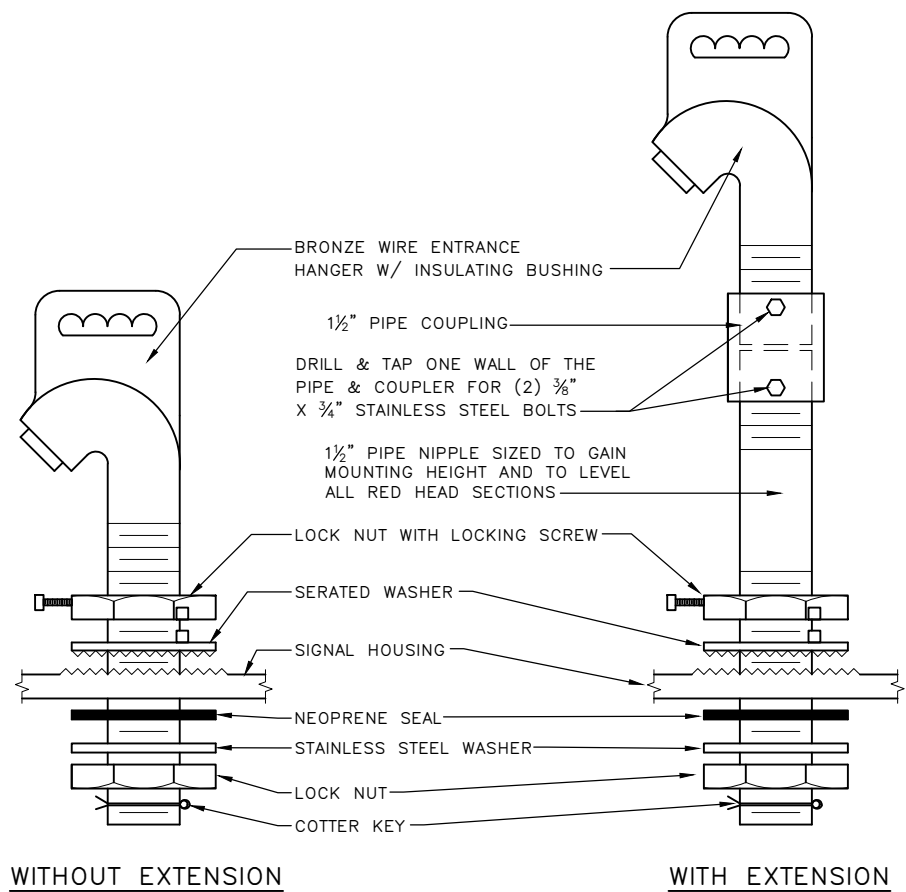 BRONZE WIRE ENTRANCE
HANGER W/ INSULATING BUSHING
1½" PIPE COUPLING
DRILL & TAP ONE WALL OF THE
PIPE & COUPLER FOR (2) ⅜"
X ¾" STAINLESS STEEL BOLTS
1½" PIPE NIPPLE SIZED TO GAIN
MOUNTING HEIGHT AND TO LEVEL
ALL RED HEAD SECTIONS
LOCK NUT WITH LOCKING SCREW
SERATED WASHER
SIGNAL HOUSING
NEOPRENE SEAL
STAINLESS STEEL WASHER
LOCK NUT
COTTER KEY
WITHOUT EXTENSION
WITH EXTENSION